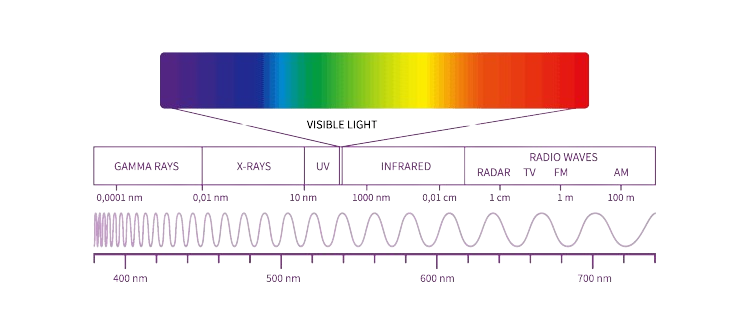 VISIBLE LIGHT
GAMMA RAYS X-RAYS UV INFRARED RADIO WAVES
RADAR TV FM AM
0,0001 nm 0,01 nm 10 nm 1000 nm 0,01 cm 1 cm 1 m 100 m
400 nm 500 nm 600 nm 700 nm